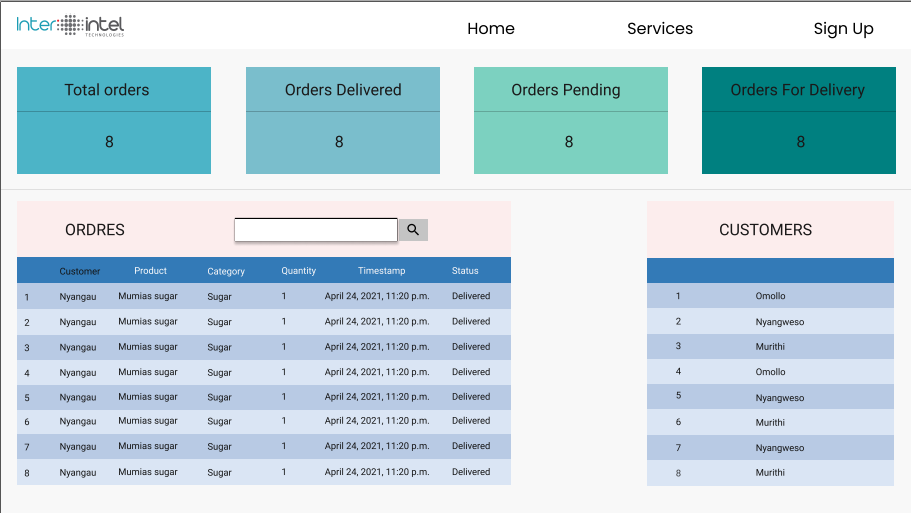 Inter intel
TECHNOLOGIES
Home Services Sign Up
Total orders Orders Delivered Orders Pending Orders For Delivery
8 8 8 8
ORDRES
CUSTOMERS
Customer Product Category Quantity Timestamp Status
1 Nyangau Mumias sugar Sugar 1 April 24, 2021, 11:20 p.m. Delivered
2 Nyangau Mumias sugar Sugar 1 April 24, 2021, 11:20 p.m. Delivered
3 Nyangau Mumias sugar Sugar 1 April 24, 2021, 11:20 p.m. Delivered
4 Nyangau Mumias sugar Sugar 1 April 24, 2021, 11:20 p.m. Delivered
5 Nyangau Mumias sugar Sugar 1 April 24, 2021, 11:20 p.m. Delivered
6 Nyangau Mumias sugar Sugar 1 April 24, 2021, 11:20 p.m. Delivered
7 Nyangau Mumias sugar Sugar 1 April 24, 2021, 11:20 p.m. Delivered
8 Nyangau Mumias sugar Sugar 1 April 24, 2021, 11:20 p.m. Delivered
1 Omollo
2 Nyangweso
3 Murithi
4 Omollo
5 Nyangweso
6 Murithi
7 Nyangweso
8 Murithi